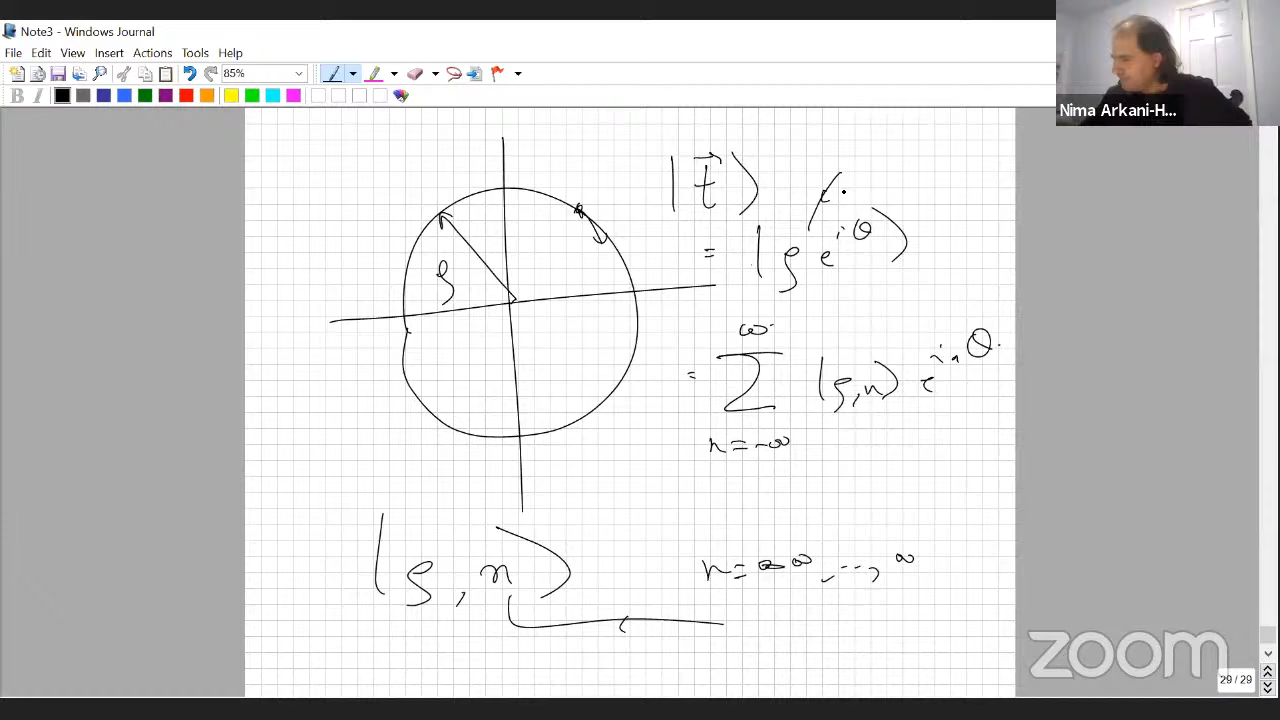 Note3 - Windows Journal
File Edit View Insert Actions Tools Help
85%
B I
Nima Arkani-H...
ρ
|t⃗⟩
= |ρ e^{iθ}⟩
= ∑_{n=-∞}^{∞} |ρ, n⟩ e^{inθ}
|ρ, n⟩ n = -∞, ..., ∞
zoom
29 / 29